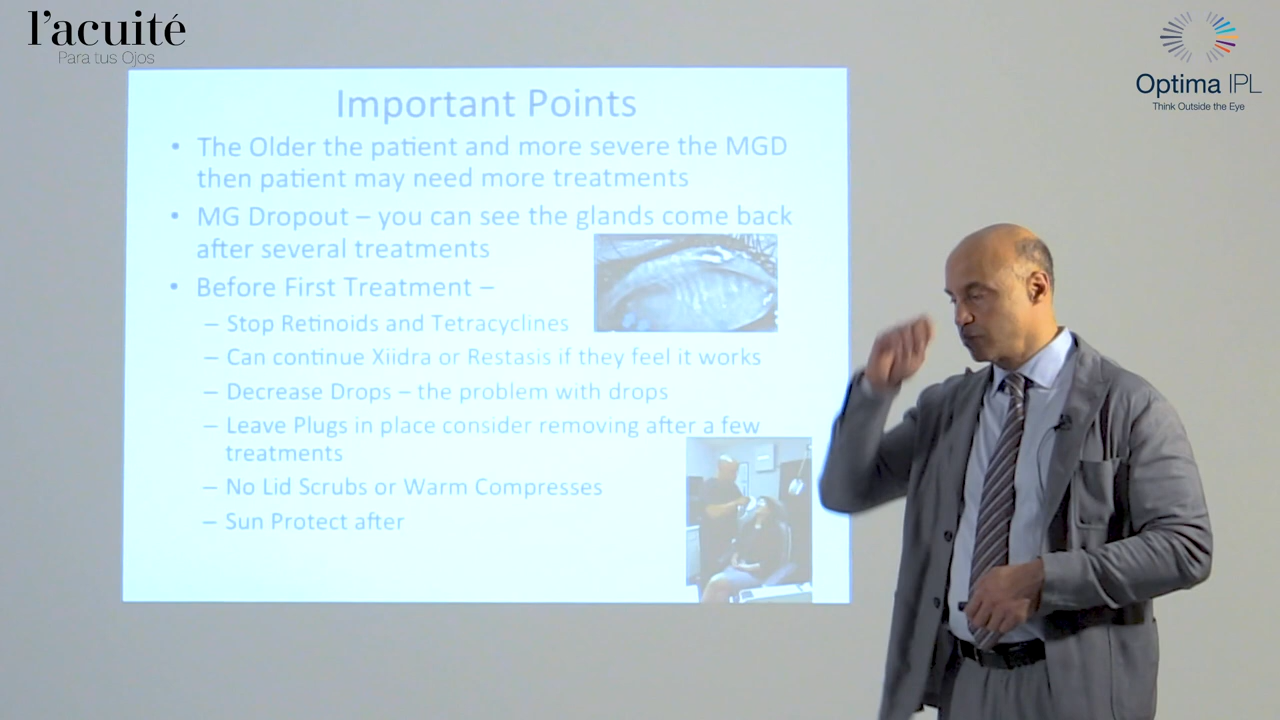 l'acuité
Para tus Ojos
Optima IPL
Think Outside the Eye
Important Points
• The Older the patient and more severe the MGD
then patient may need more treatments
• MG Dropout – you can see the glands come back
after several treatments
• Before First Treatment –
– Stop Retinoids and Tetracyclines
– Can continue Xiidra or Restasis if they feel it works
– Decrease Drops – the problem with drops
– Leave Plugs in place consider removing after a few
treatments
– No Lid Scrubs or Warm Compresses
– Sun Protect after